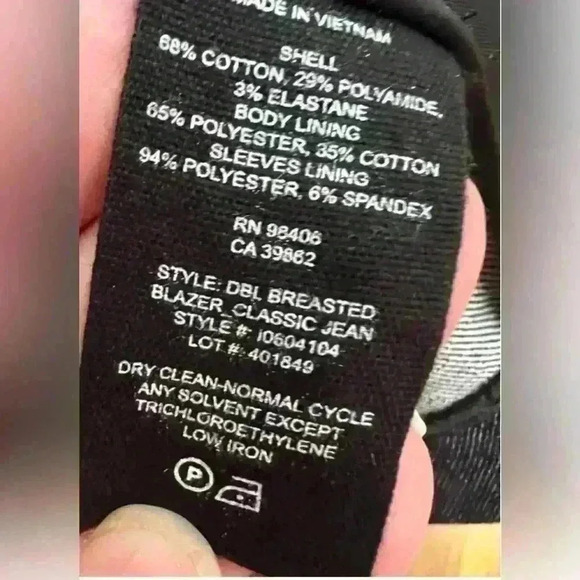 MADE IN VIETNAM
SHELL
68% COTTON, 29% POLYAMIDE,
3% ELASTANE
BODY LINING
65% POLYESTER, 35% COTTON
SLEEVES LINING
94% POLYESTER, 6% SPANDEX
RN 98406
CA 39862
STYLE: DBL BREASTED
BLAZER_CLASSIC JEAN
STYLE #: I0604104
LOT #: 401849
DRY CLEAN-NORMAL CYCLE
ANY SOLVENT EXCEPT
TRICHLOROETHYLENE
LOW IRON
P